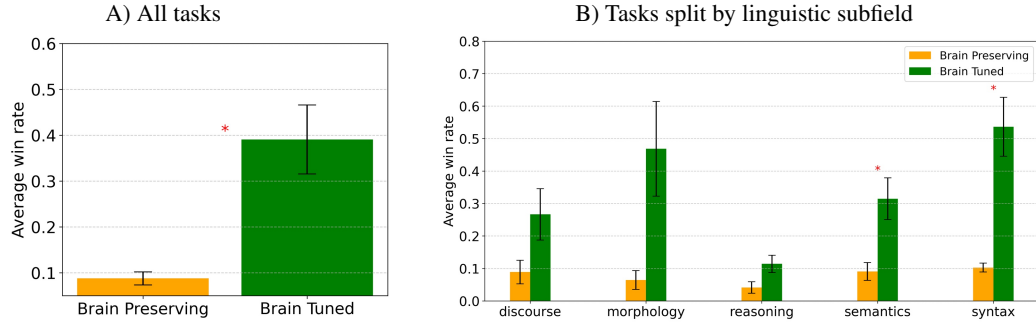 A) All tasks
0.6
0.5
0.4
0.3
0.2
0.1
Average win rate
*
Brain Preserving
Brain Tuned
B) Tasks split by linguistic subfield
0.8
0.7
0.6
0.5
0.4
0.3
0.2
0.1
0.0
Average win rate
Brain Preserving
Brain Tuned
*
*
discourse
morphology
reasoning
semantics
syntax